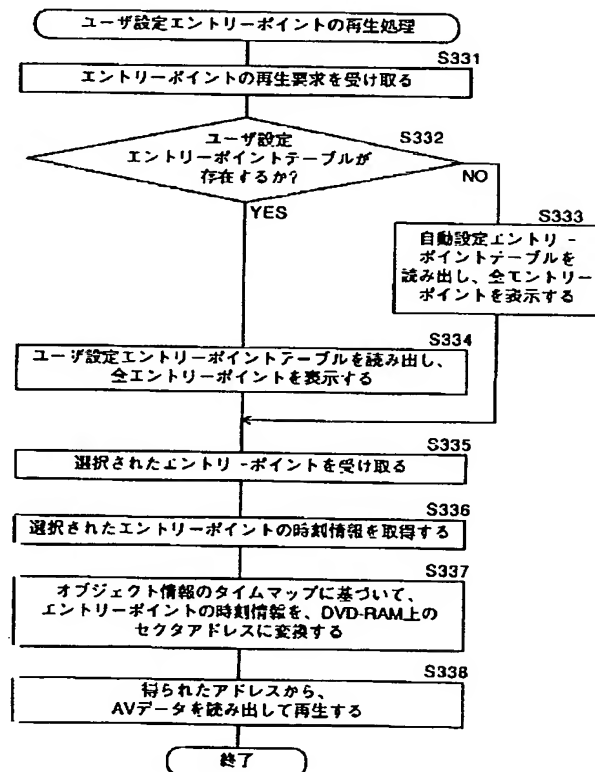 ユーザ設定エントリーポイントの再生処理
S331
エントリーポイントの再生要求を受け取る
ユーザ設定
エントリーポイントテーブルが
存在するか?
S332
NO
YES
S333
自動設定エントリー
ポイントテーブルを
読み出し、全エントリー
ポイントを表示する
S334
ユーザ設定エントリーポイントテーブルを読み出し、
全エントリーポイントを表示する
S335
選択されたエントリーポイントを受け取る
S336
選択されたエントリーポイントの時刻情報を取得する
S337
オブジェクト情報のタイムマップに基づいて、
エントリーポイントの時刻情報を、DVD-RAM上の
セクタアドレスに変換する
S338
得られたアドレスから、
AVデータを読み出して再生する
終了